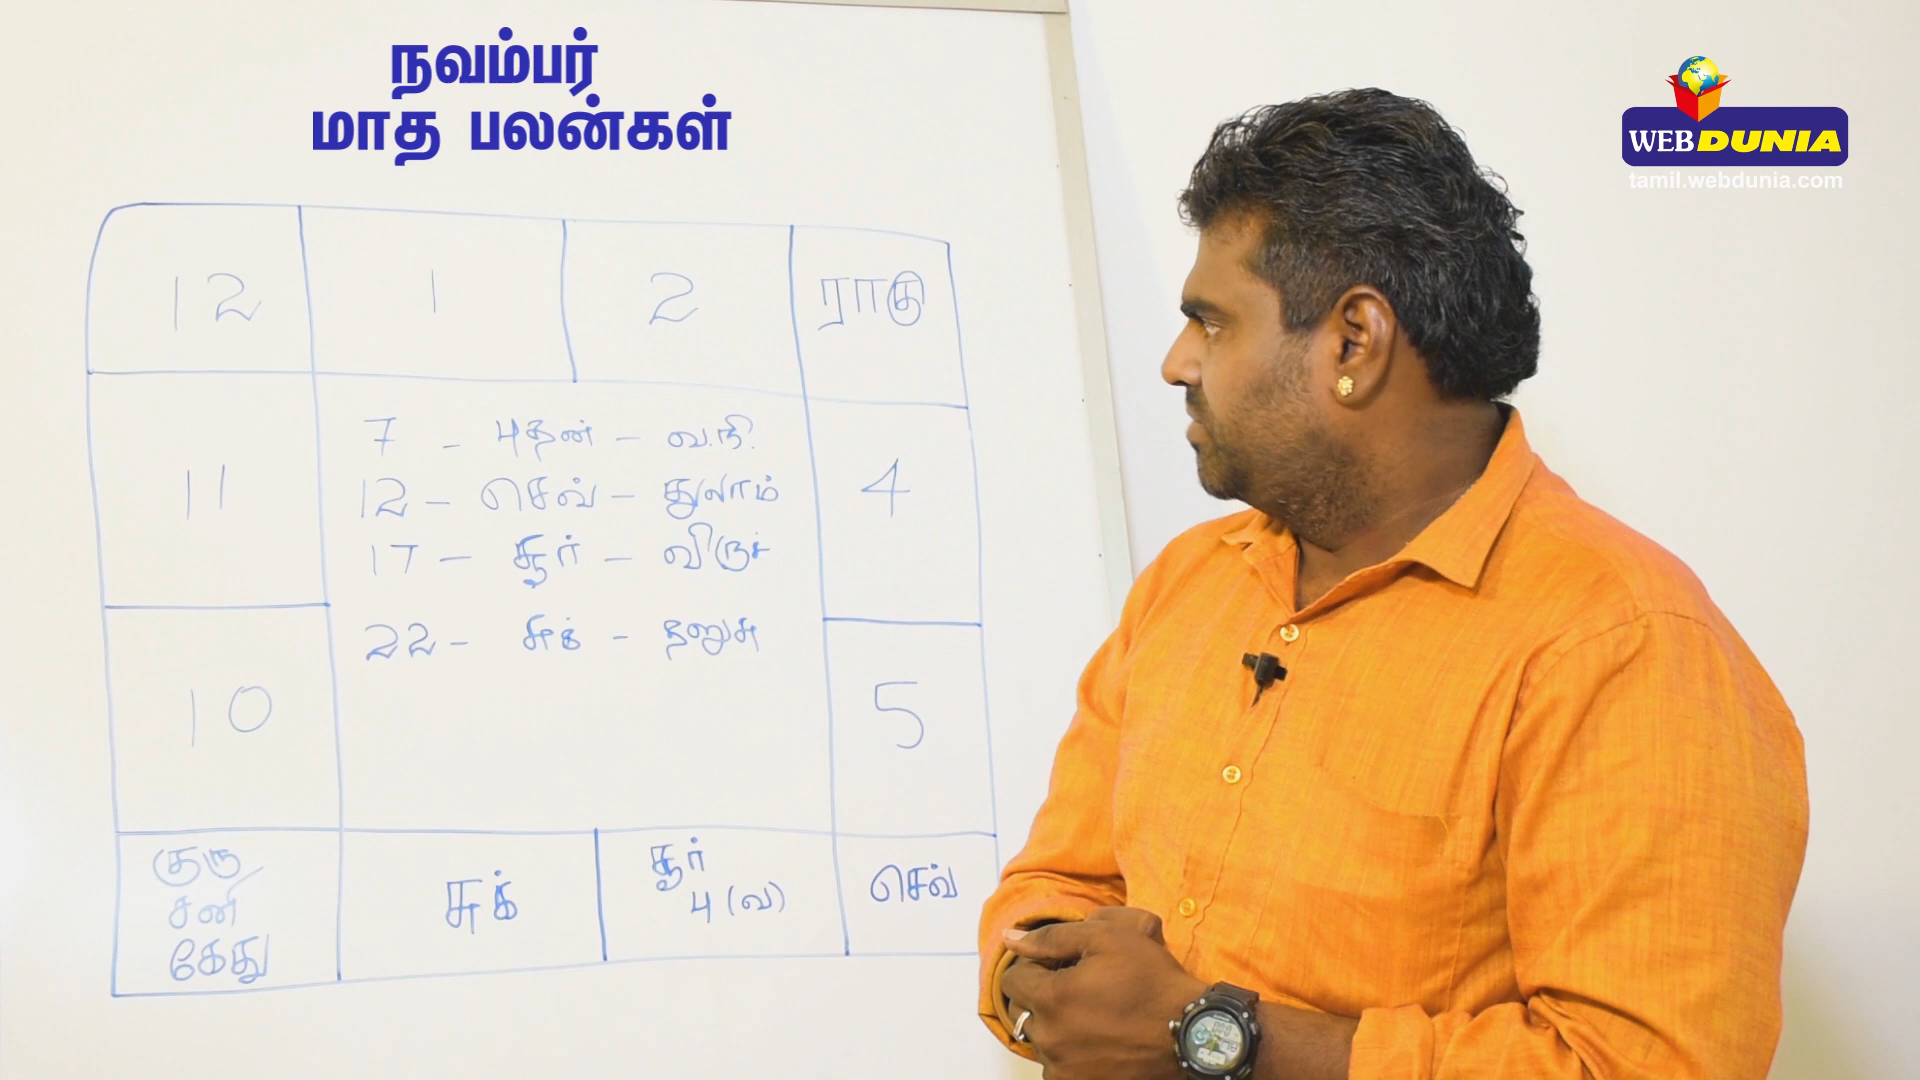 நவம்பர்
மாத பலன்கள்
WEBDUNIA
tamil.webdunia.com
12 1 2 ராகு
7 - புதன் - வ.நி.
12 - செவ் - துலாம்
11 4
17 - சூர் - விருச்
22 - சுக் - தனுசு
10 5
குரு
சனி
கேது
சுக்
சூர்
பு (வ)
செவ்